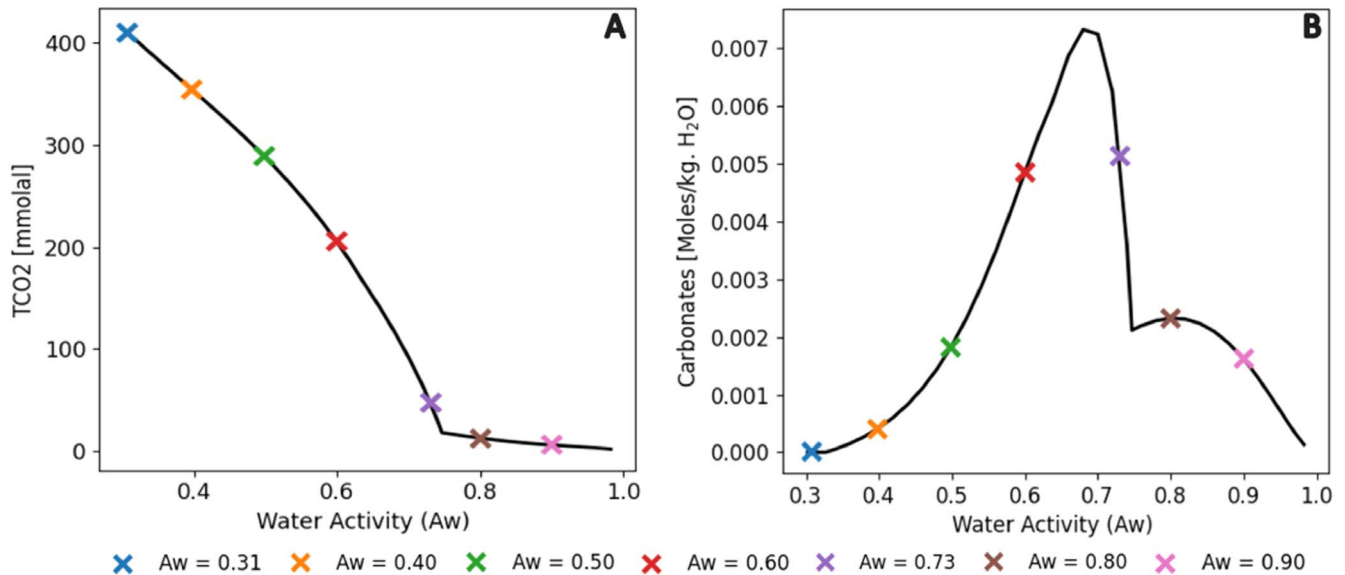 A
TCO2 [mmolal]
400
300
200
100
0
0.4 0.6 0.8 1.0
Water Activity (Aw)
B
Carbonates [Moles/kg. H₂O]
0.007
0.006
0.005
0.004
0.003
0.002
0.001
0.000
0.3 0.4 0.5 0.6 0.7 0.8 0.9 1.0
Water Activity (Aw)
Aw = 0.31 Aw = 0.40 Aw = 0.50 Aw = 0.60 Aw = 0.73 Aw = 0.80 Aw = 0.90